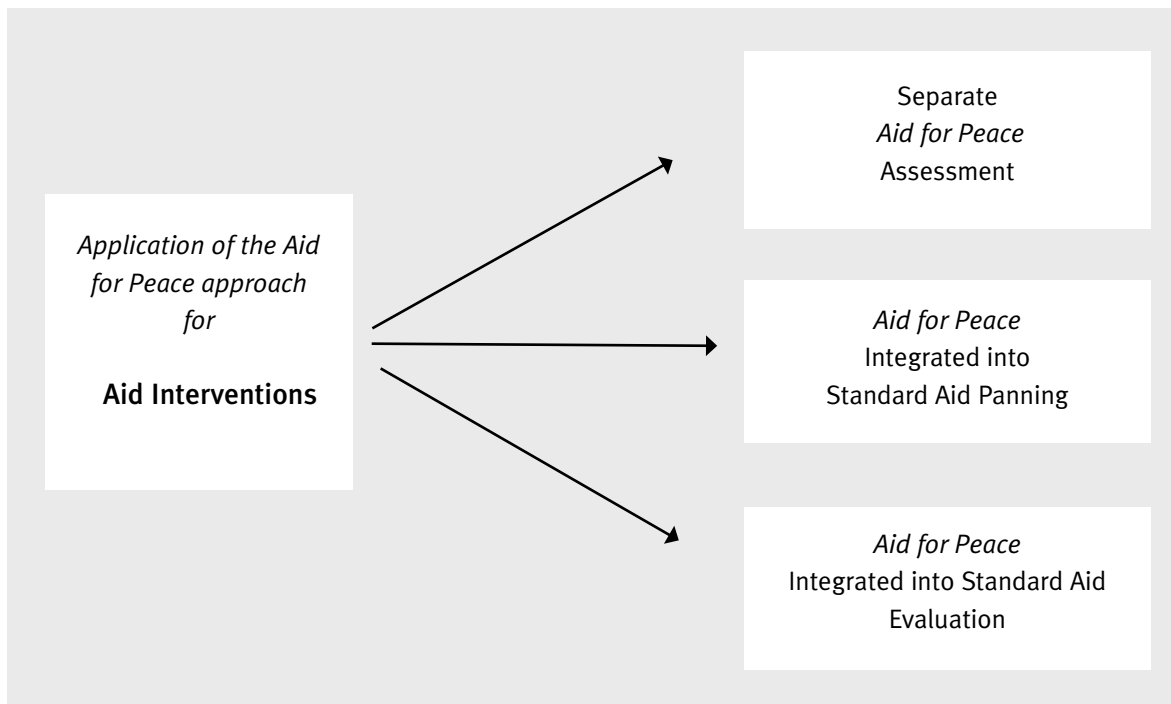 Application of the Aid
for Peace approach
for
Aid Interventions
Separate
Aid for Peace
Assessment
Aid for Peace
Integrated into
Standard Aid Panning
Aid for Peace
Integrated into Standard Aid
Evaluation